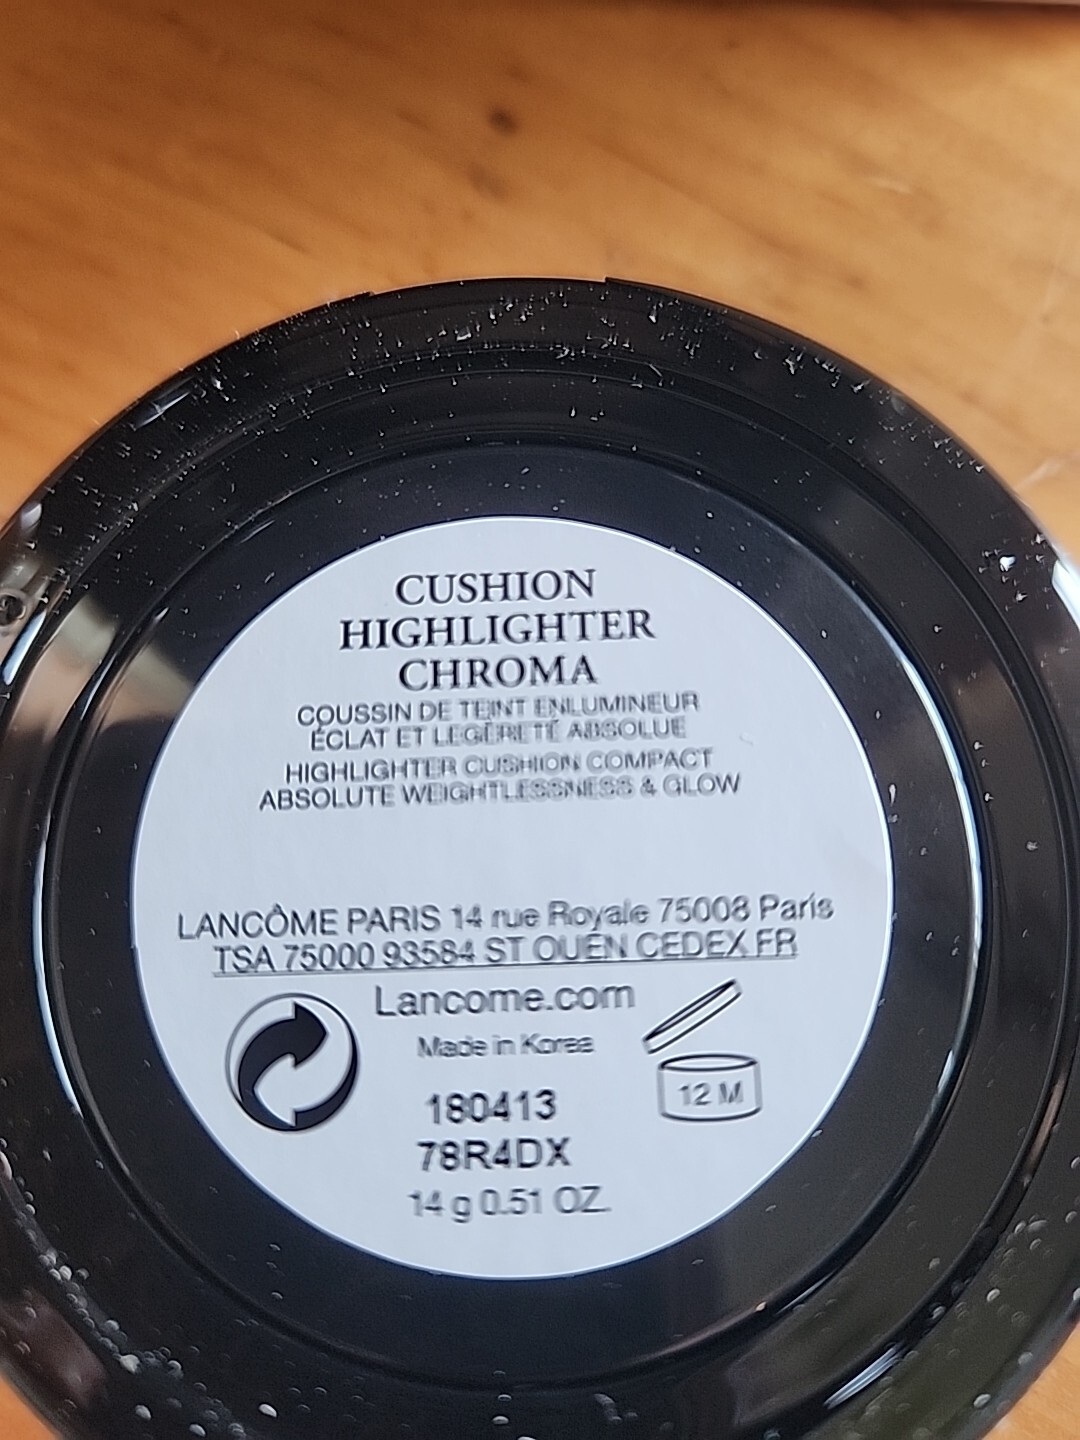 CUSHION
HIGHLIGHTER
CHROMA
COUSSIN DE TEINT ENLUMINEUR
ÉCLAT ET LÉGÈRETÉ ABSOLUE
HIGHLIGHTER CUSHION COMPACT
ABSOLUTE WEIGHTLESSNESS & GLOW
LANCÔME PARIS 14 rue Royale 75008 Paris
TSA 75000 93584 ST OUEN CEDEX FR
Lancome.com
Made in Korea
12 M
180413
78R4DX
14 g 0.51 OZ.